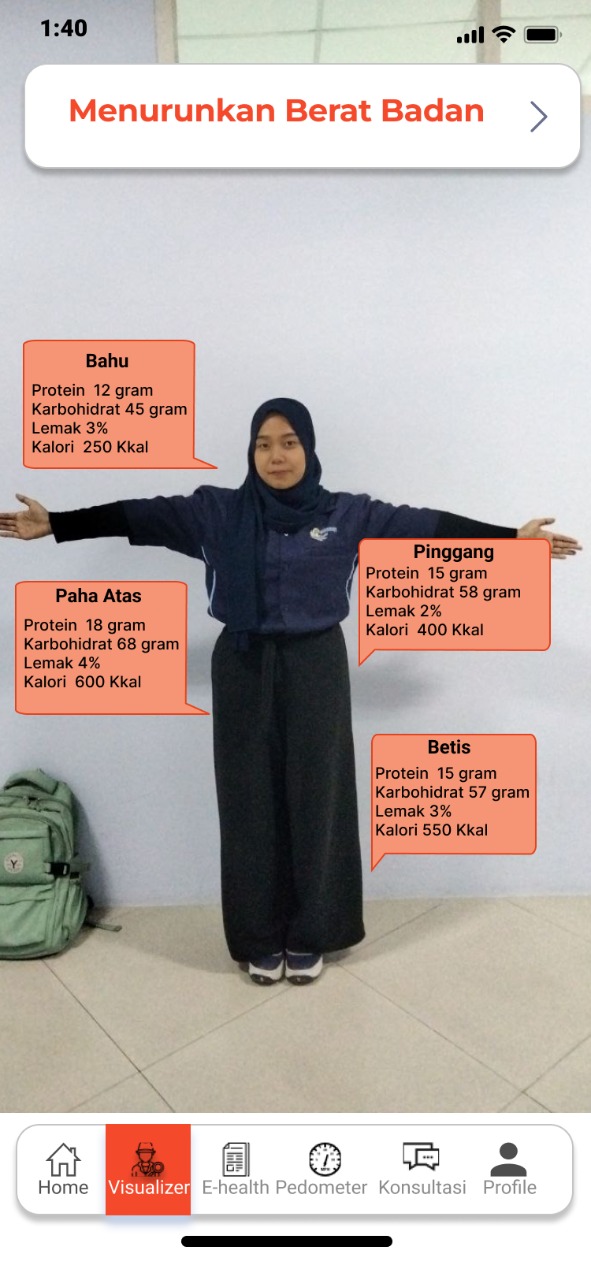 1:40
Menurunkan Berat Badan
Bahu
Protein 12 gram
Karbohidrat 45 gram
Lemak 3%
Kalori 250 Kkal
Pinggang
Protein 15 gram
Karbohidrat 58 gram
Lemak 2%
Kalori 400 Kkal
Paha Atas
Protein 18 gram
Karbohidrat 68 gram
Lemak 4%
Kalori 600 Kkal
Betis
Protein 15 gram
Karbohidrat 57 gram
Lemak 3%
Kalori 550 Kkal
Y
Home Visualizer E-health Pedometer Konsultasi Profile